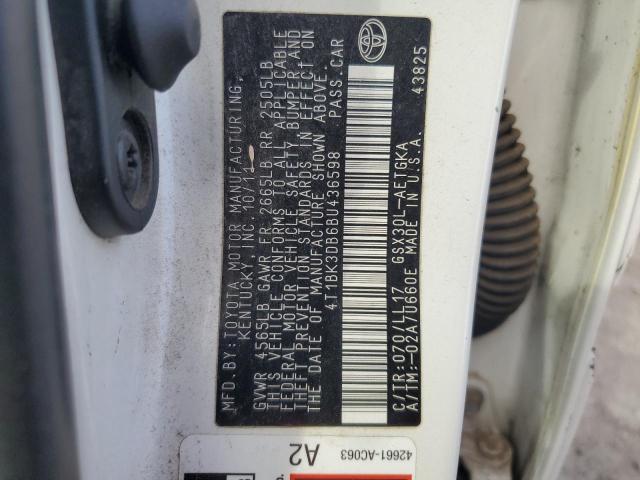 MFD. BY: TOYOTA MOTOR MANUFACTURING,
KENTUCKY, INC. 10/11
GVWR 4565LB GAWR FR 2665LB RR 2505LB
THIS VEHICLE CONFORMS TO ALL APPLICABLE
FEDERAL MOTOR VEHICLE SAFETY, BUMPER AND
THEFT PREVENTION STANDARDS IN EFFECT ON
THE DATE OF MANUFACTURE SHOWN ABOVE.
4T1BK3DB6BU436598 PASS.CAR
C/TR:070/LL17 GSX30L-AETGKA
A/TM:-02A/U660E MADE IN U.S.A.
43825
42661-AC063
A2